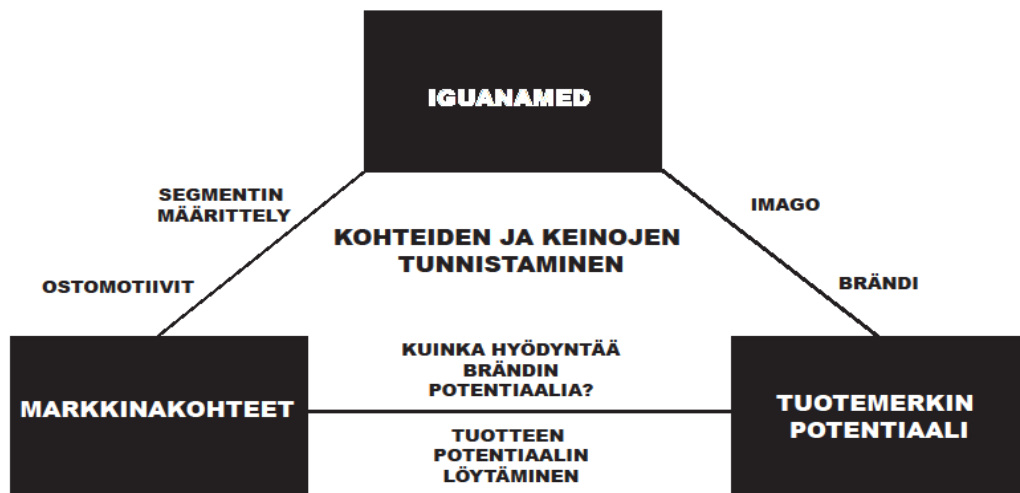 IGUANAMED
SEGMENTIN
MÄÄRITTELY
IMAGO
KOHTEIDEN JA KEINOJEN
TUNNISTAMINEN
OSTOMOTIIVIT
BRÄNDI
KUINKA HYÖDYNTÄÄ
BRÄNDIN
POTENTIAALIA?
MARKKINAKOHTEET
TUOTEMERKIN
POTENTIAALI
TUOTTEEN
POTENTIAALIN
LÖYTÄMINEN